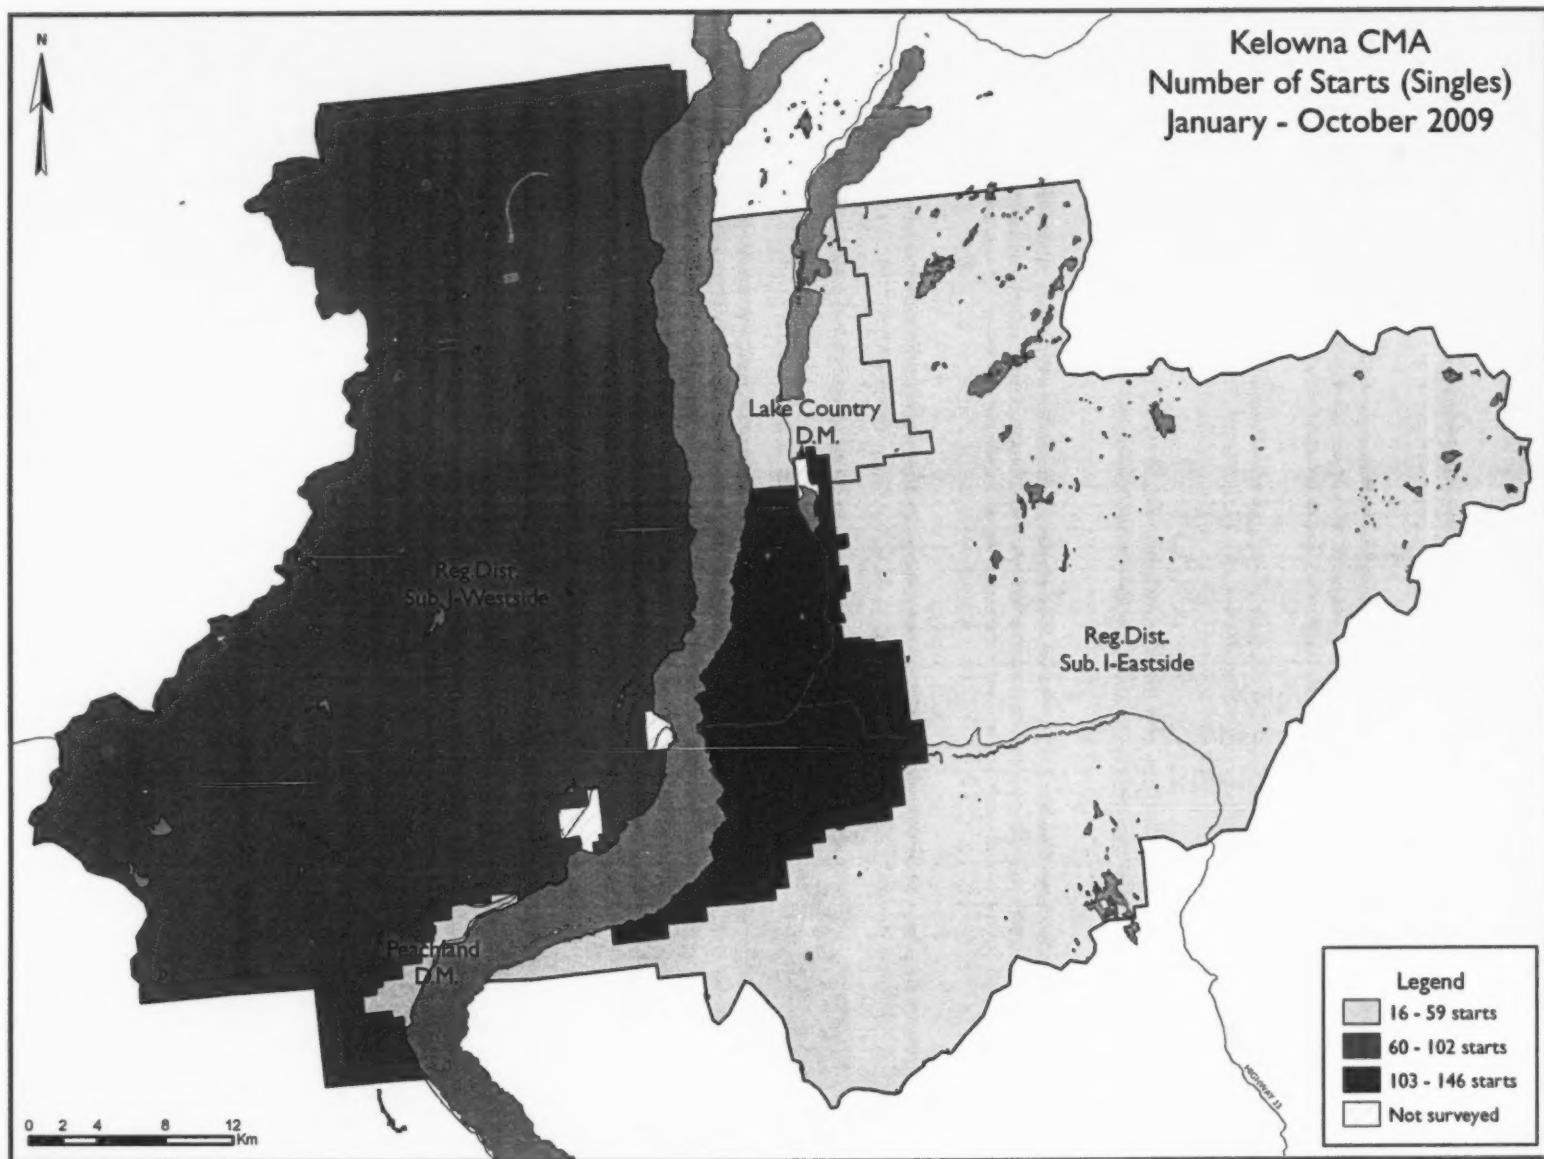 N
Kelowna CMA
Number of Starts (Singles)
January - October 2009
Lake Country
D.M.
Reg.Dist.
Sub. J-Westside
Reg.Dist.
Sub. I-Eastside
Peachland
D.M.
HIGHWAY 33
Legend
16 - 59 starts
60 - 102 starts
103 - 146 starts
Not surveyed
0 2 4 8 12
Km